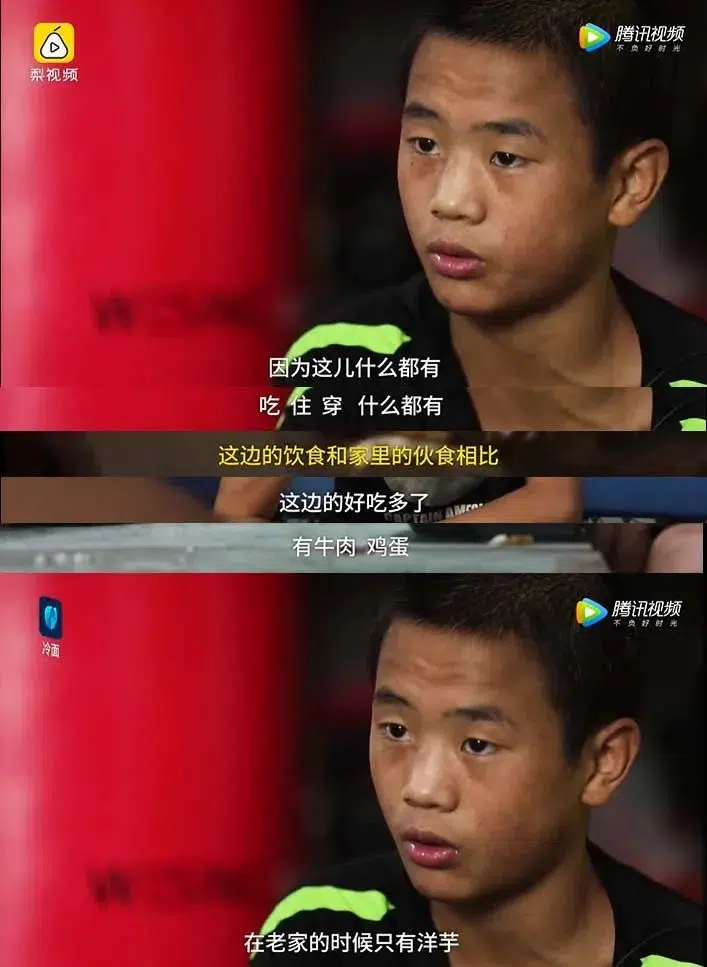 梨视频
腾讯视频
不负好时光
因为这儿什么都有
吃 住 穿 什么都有
这边的饮食和家里的伙食相比
这边的好吃多了
CAPTAIN AME
有牛肉 鸡蛋
冷面
腾讯视频
不负好时光
在老家的时候只有洋芋